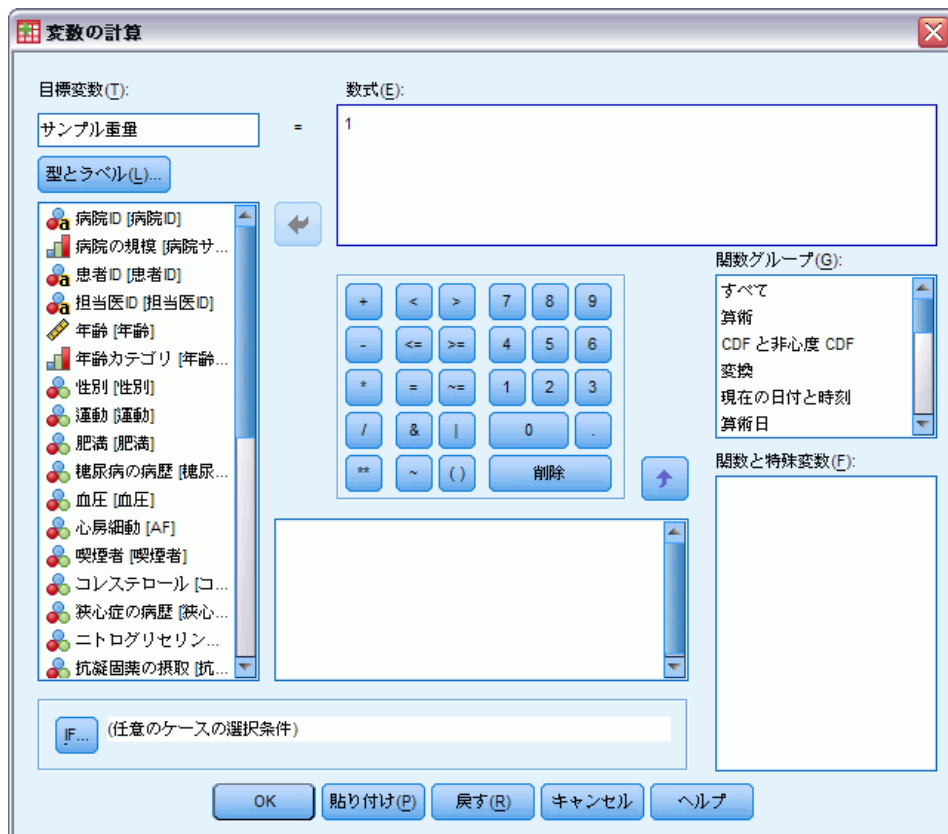 変数の計算
目標変数(T):
サンプル重量
=
数式(E):
1
型とラベル(L)...
病院ID [病院ID]
病院の規模 [病院サ...
患者ID [患者ID]
担当医ID [担当医ID]
年齢 [年齢]
年齢カテゴリ [年齢...
性別 [性別]
運動 [運動]
肥満 [肥満]
糖尿病の病歴 [糖尿...
血圧 [血圧]
心房細動 [AF]
喫煙者 [喫煙者]
コレステロール [コ...
狭心症の病歴 [狭心...
ニトログリセリン...
抗凝固薬の摂取 [抗...
+ < > 7 8 9
- <= >= 4 5 6
* = ~= 1 2 3
/ & | 0 .
** ~ ( ) 削除
関数グループ(G):
すべて
算術
CDF と非心度 CDF
変換
現在の日付と時刻
算術日
関数と特殊変数(F):
IF... (任意のケースの選択条件)
OK 貼り付け(P) 戻す(R) キャンセル ヘルプ